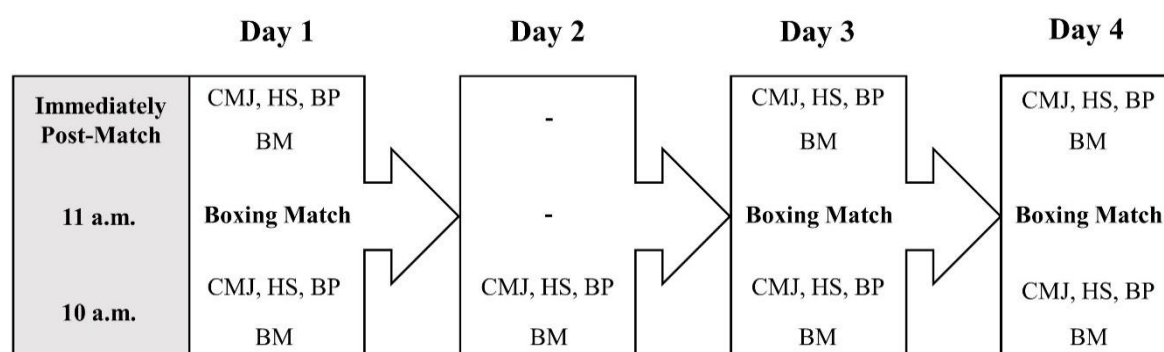 Day 1 Day 2 Day 3 Day 4
Immediately
Post-Match
CMJ, HS, BP
BM
-
CMJ, HS, BP
BM
CMJ, HS, BP
BM
11 a.m.
Boxing Match
-
Boxing Match
Boxing Match
10 a.m.
CMJ, HS, BP
BM
CMJ, HS, BP
BM
CMJ, HS, BP
BM
CMJ, HS, BP
BM